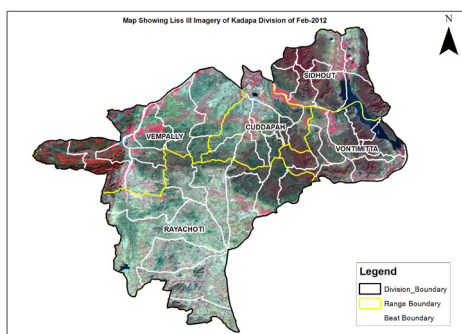 Map Showing Liss III Imagery of Kadapa Division of Feb-2012
N
SIDHOUT
CUDDAPAH
VEMPALLY
VONTIMITTA
RAYACHOTI
Legend
Division_Boundary
Range Boundary
Beat Boundary